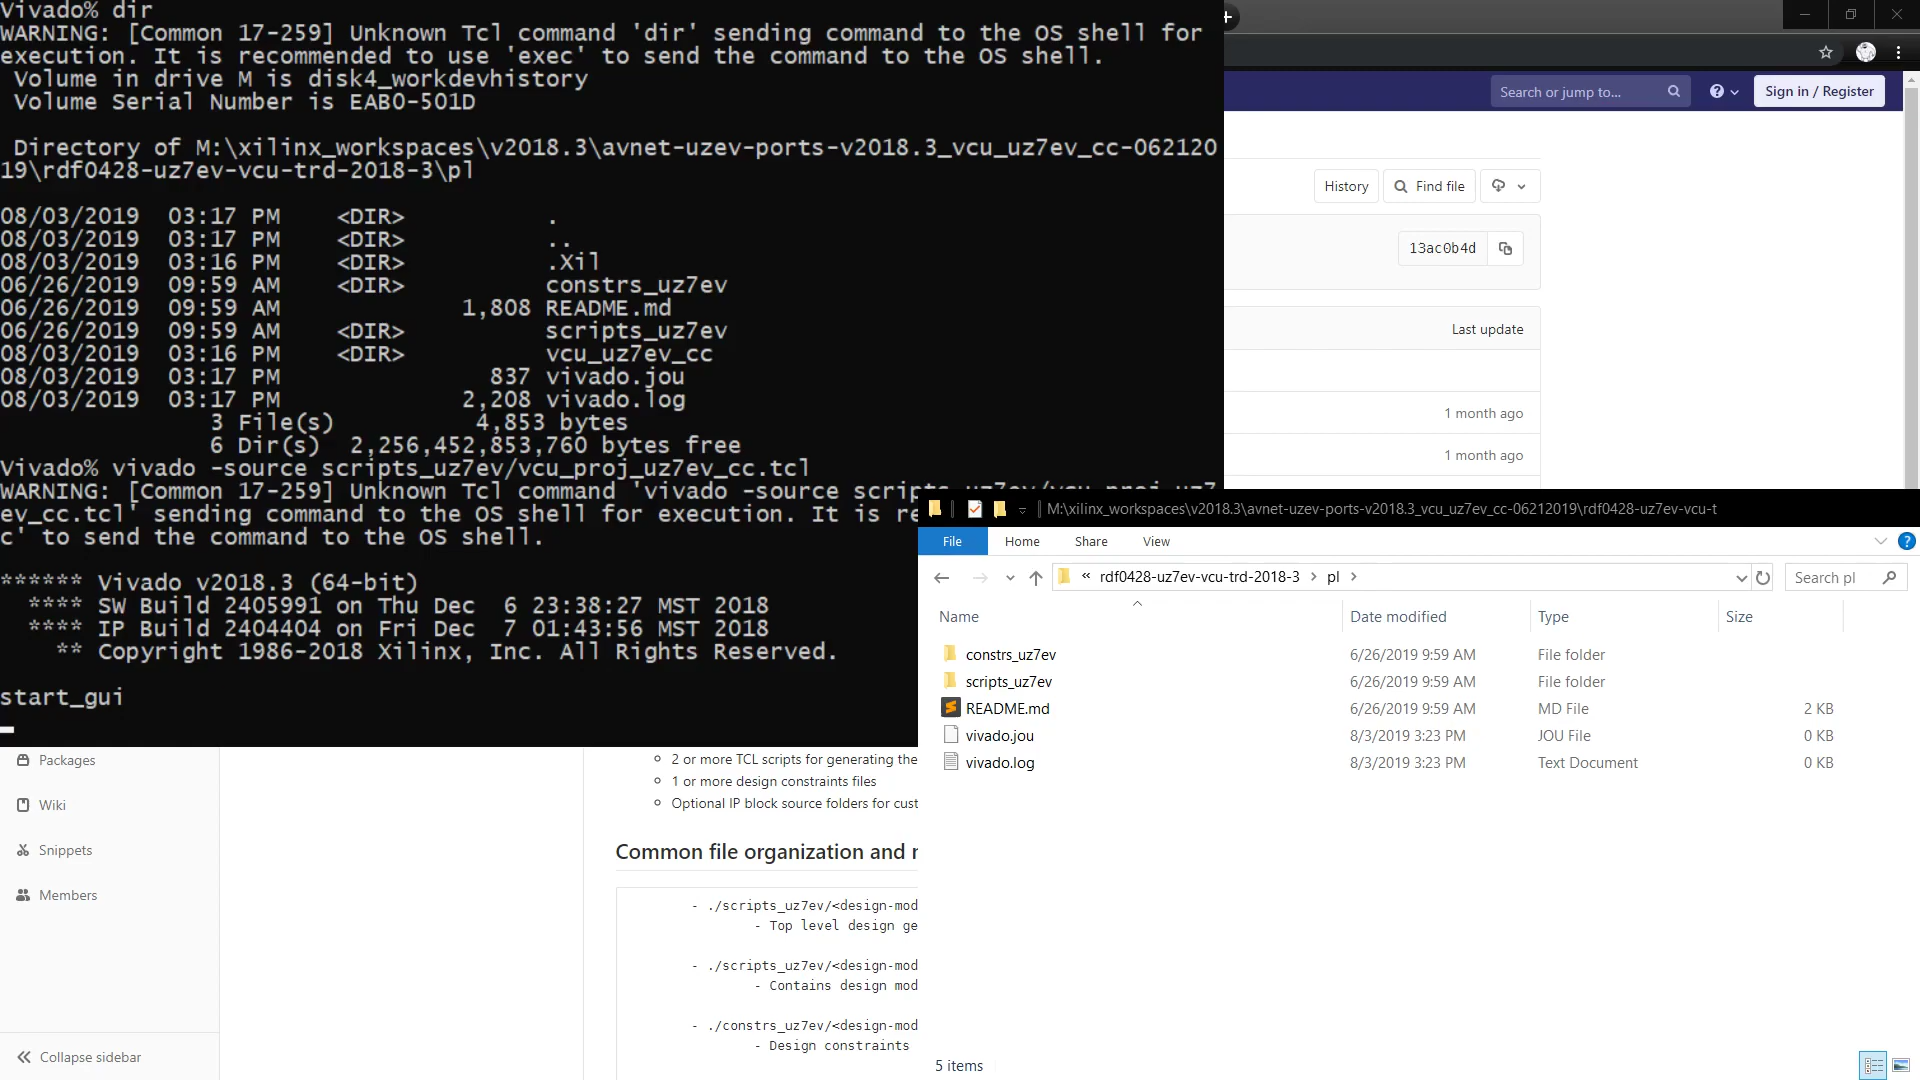 Vivado% dir
WARNING: [Common 17-259] Unknown Tcl command 'dir' sending command to the OS shell for
execution. It is recommended to use 'exec' to send the command to the OS shell.
Volume in drive M is disk4_workdevhistory
Volume Serial Number is EAB0-501D
Directory of M:\xilinx_workspaces\v2018.3\avnet-uzev-ports-v2018.3_vcu_uz7ev_cc-062120
19\rdf0428-uz7ev-vcu-trd-2018-3\pl
08/03/2019 03:17 PM <DIR> .
08/03/2019 03:17 PM <DIR> ..
08/03/2019 03:16 PM <DIR> .Xil
06/26/2019 09:59 AM <DIR> constrs_uz7ev
06/26/2019 09:59 AM 1,808 README.md
06/26/2019 09:59 AM <DIR> scripts_uz7ev
08/03/2019 03:16 PM <DIR> vcu_uz7ev_cc
08/03/2019 03:17 PM 837 vivado.jou
08/03/2019 03:17 PM 2,208 vivado.log
3 File(s) 4,853 bytes
6 Dir(s) 2,256,452,853,760 bytes free
Vivado% vivado -source scripts_uz7ev/vcu_proj_uz7ev_cc.tcl
WARNING: [Common 17-259] Unknown Tcl command 'vivado -source scripts_uz7ev/vcu_proj_uz7
ev_cc.tcl' sending command to the OS shell for execution. It is re
c' to send the command to the OS shell.
****** Vivado v2018.3 (64-bit)
**** SW Build 2405991 on Thu Dec 6 23:38:27 MST 2018
**** IP Build 2404404 on Fri Dec 7 01:43:56 MST 2018
** Copyright 1986-2018 Xilinx, Inc. All Rights Reserved.
start_gui
Search or jump to...
Sign in / Register
History
Find file
13ac0b4d
Last update
1 month ago
1 month ago
M:\xilinx_workspaces\v2018.3\avnet-uzev-ports-v2018.3_vcu_uz7ev_cc-06212019\rdf0428-uz7ev-vcu-t
File Home Share View
« rdf0428-uz7ev-vcu-trd-2018-3 > pl >
Search pl
Name Date modified Type Size
constrs_uz7ev 6/26/2019 9:59 AM File folder
scripts_uz7ev 6/26/2019 9:59 AM File folder
README.md 6/26/2019 9:59 AM MD File 2 KB
vivado.jou 8/3/2019 3:23 PM JOU File 0 KB
vivado.log 8/3/2019 3:23 PM Text Document 0 KB
5 items
Packages
Wiki
Snippets
Members
Collapse sidebar
2 or more TCL scripts for generating the
1 or more design constraints files
Optional IP block source folders for cust
Common file organization and
- ./scripts_uz7ev/<design-mod
- Top level design ge
- ./scripts_uz7ev/<design-mod
- Contains design mod
- ./constrs_uz7ev/<design-mod
- Design constraints